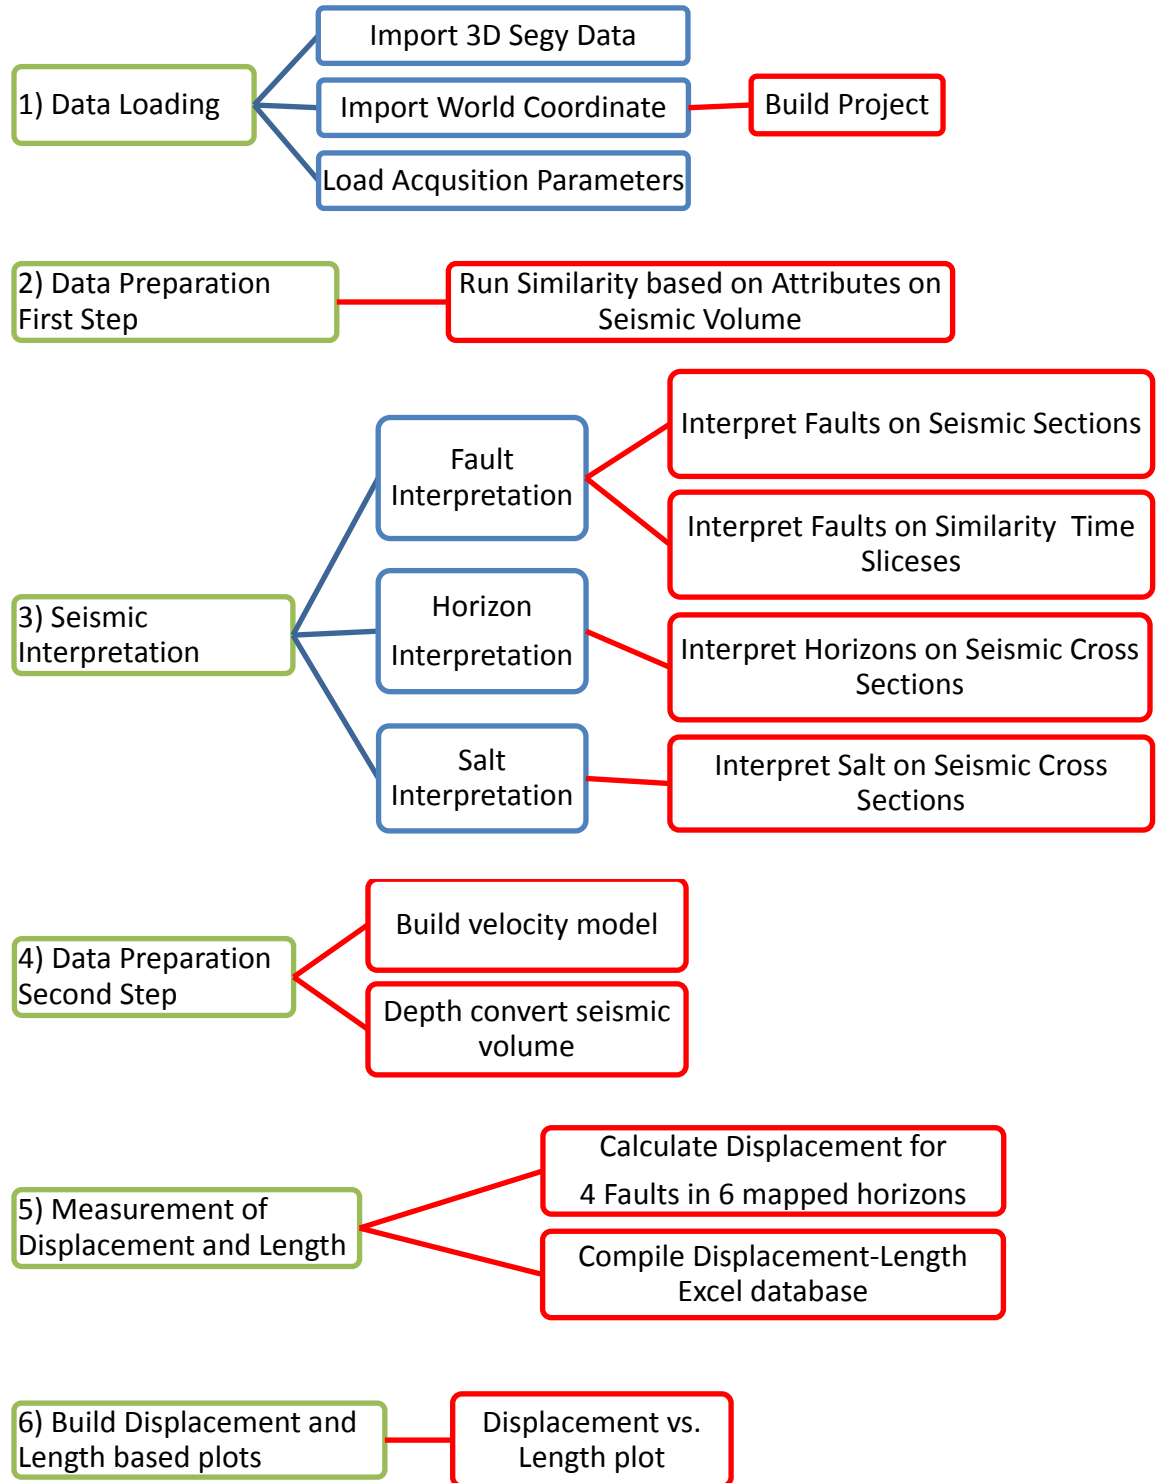 Import 3D Segy Data
1) Data Loading
Import World Coordinate
Build Project
Load Acqusition Parameters
2) Data Preparation
First Step
Run Similarity based on Attributes on
Seismic Volume
3) Seismic
Interpretation
Fault
Interpretation
Interpret Faults on Seismic Sections
Interpret Faults on Similarity  Time
Sliceses
Horizon
Interpretation
Interpret Horizons on Seismic Cross
Sections
Salt
Interpretation
Interpret Salt on Seismic Cross
Sections
4) Data Preparation
Second Step
Build velocity model
Depth convert seismic
volume
5) Measurement of
Displacement and Length
Calculate Displacement for
4 Faults in 6 mapped horizons
Compile Displacement-Length
Excel database
6) Build Displacement and
Length based plots
Displacement vs.
Length plot